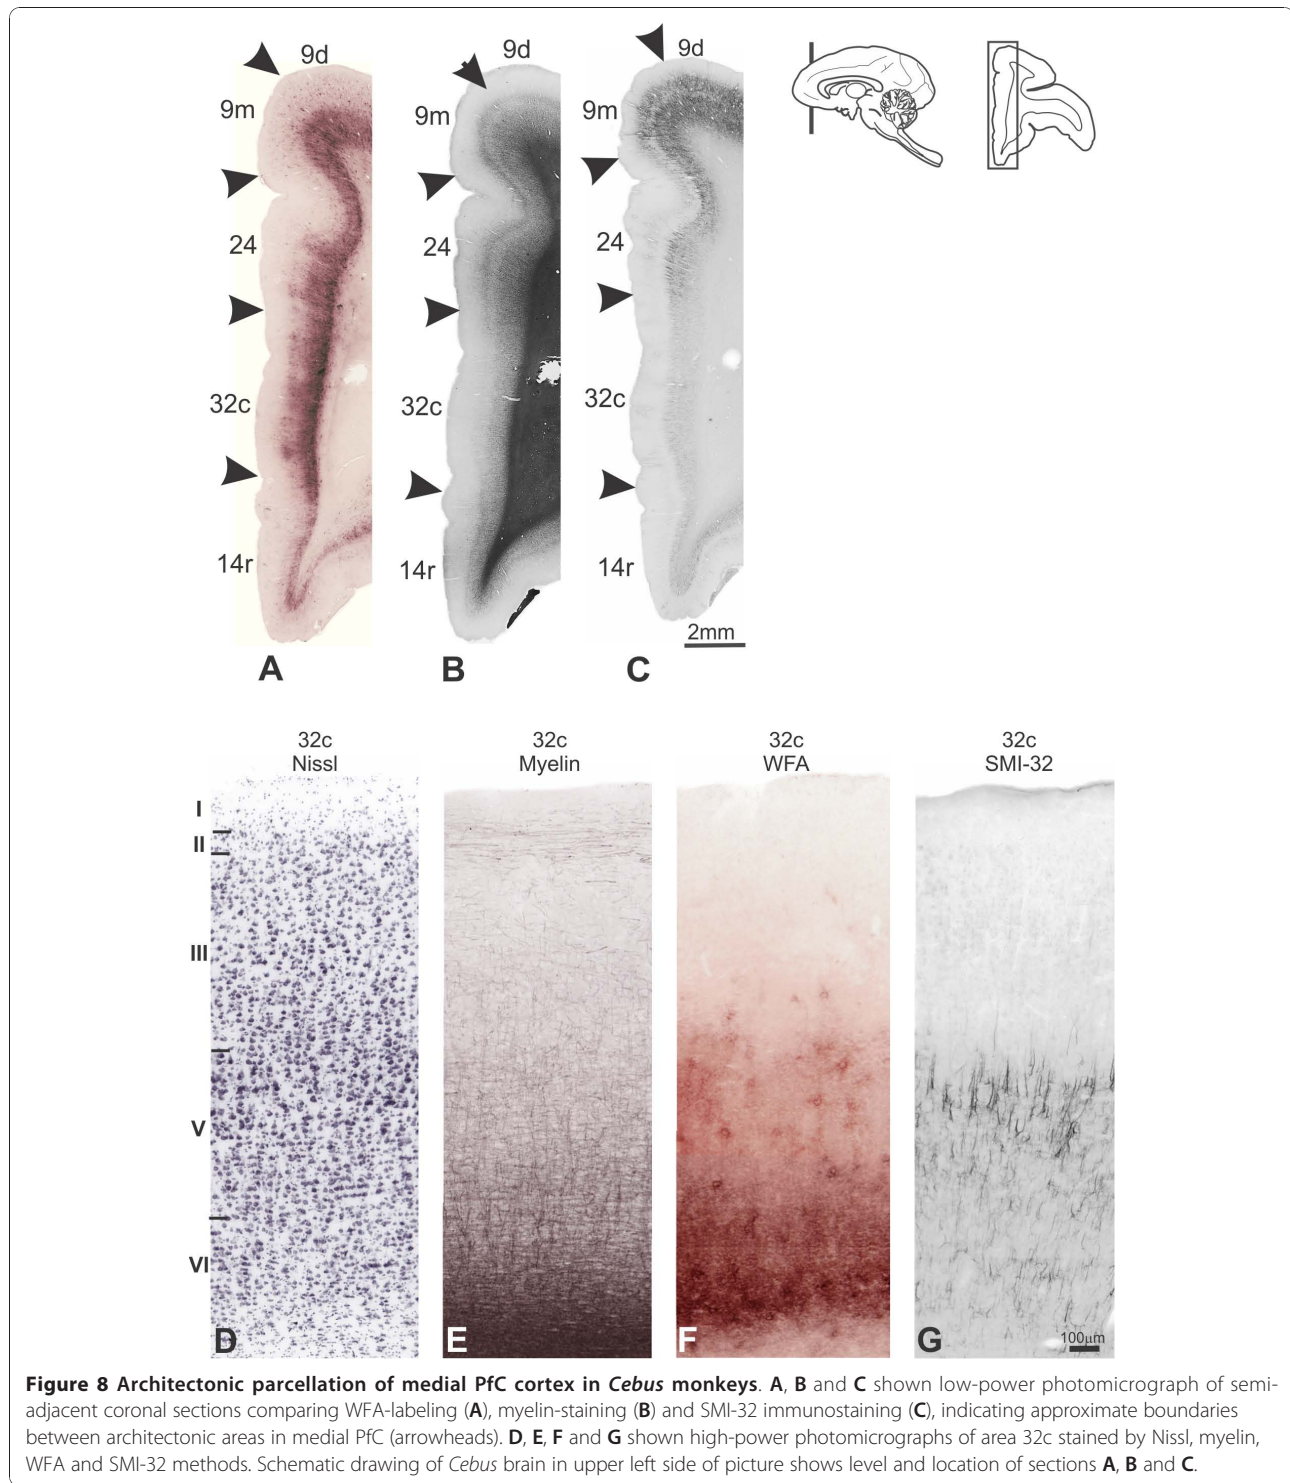 9d
9m
24
32c
14r
A
9d
9m
24
32c
14r
B
9d
9m
24
32c
14r
2mm
C
32c
Nissl
32c
Myelin
32c
WFA
32c
SMI-32
I
II
III
V
VI
D
E
F
G
100μm
Figure 8 Architectonic parcellation of medial PfC cortex in Cebus monkeys. A, B and C shown low-power photomicrograph of semi-
adjacent coronal sections comparing WFA-labeling (A), myelin-staining (B) and SMI-32 immunostaining (C), indicating approximate boundaries
between architectonic areas in medial PfC (arrowheads). D, E, F and G shown high-power photomicrographs of area 32c stained by Nissl, myelin,
WFA and SMI-32 methods. Schematic drawing of Cebus brain in upper left side of picture shows level and location of sections A, B and C.